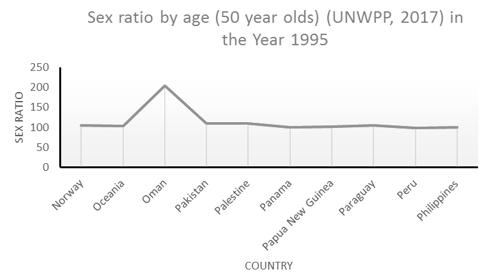 Sex ratio by age (50 year olds) (UNWPP, 2017) in
the Year 1995
250
200
150
100
50
0
SEX RATIO
Norway
Oceania
Oman
Pakistan
Palestine
Panama
Papua New Guinea
Paraguay
Peru
Philippines
COUNTRY